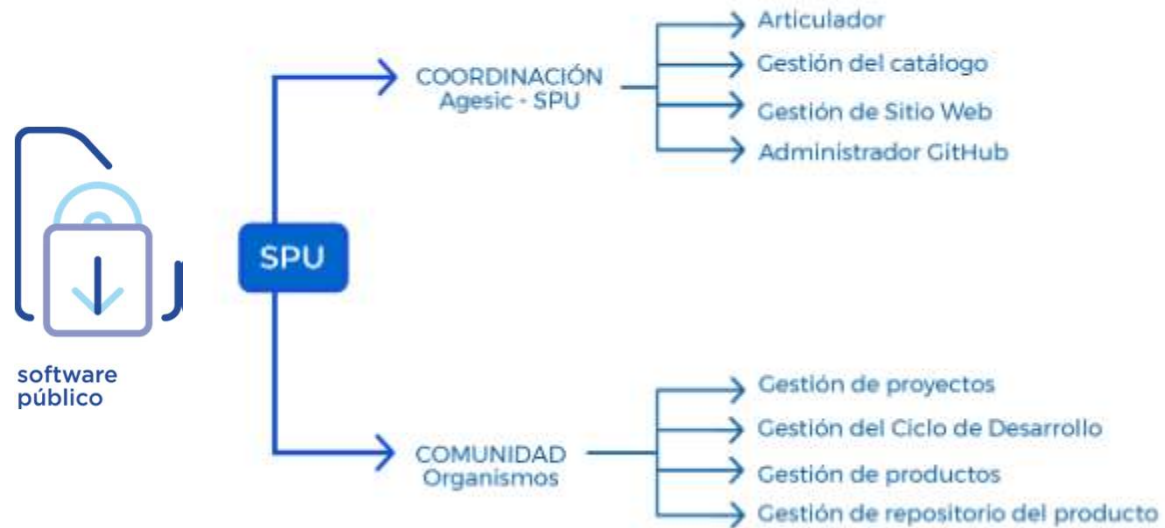 software
público
SPU
COORDINACIÓN
Agesic - SPU
Articulador
Gestión del catálogo
Gestión de Sitio Web
Administrador GitHub
COMUNIDAD
Organismos
Gestión de proyectos
Gestión del Ciclo de Desarrollo
Gestión de productos
Gestión de repositorio del producto